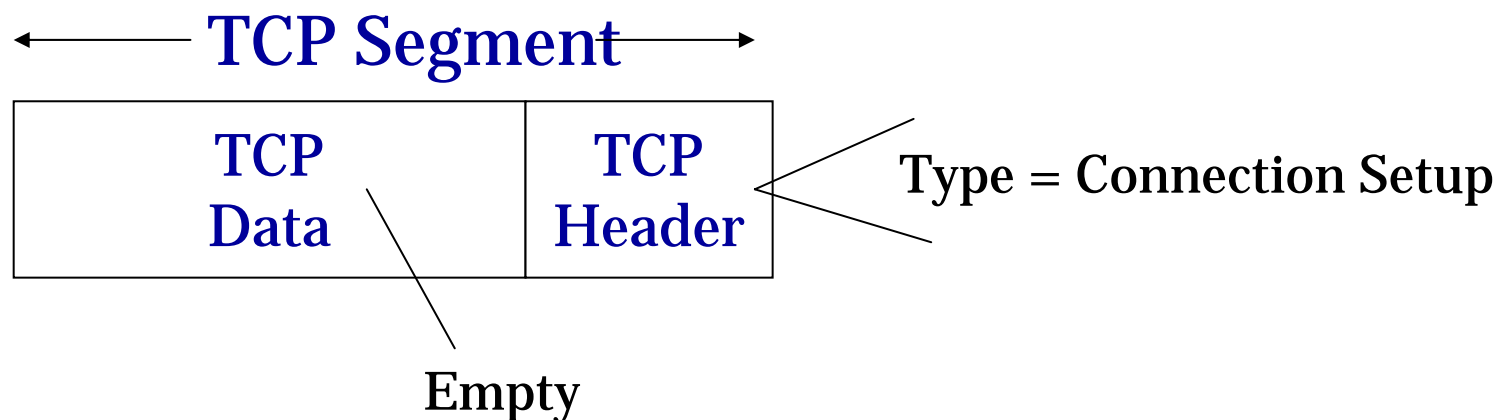 TCP Segment
TCP
Data
TCP
Header
Type = Connection Setup
Empty